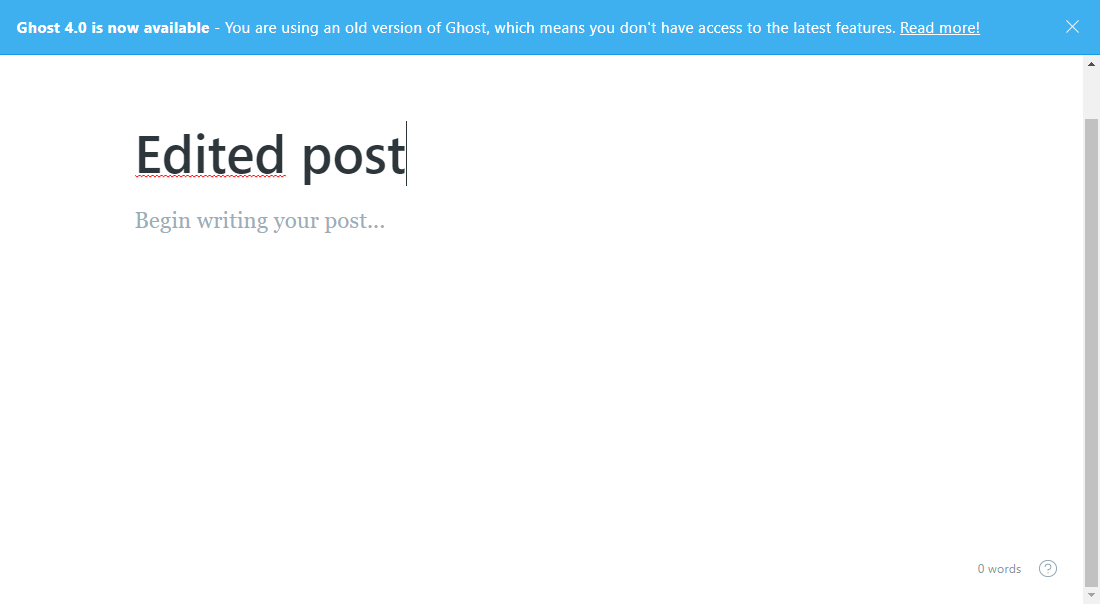 Ghost 4.0 is now available - You are using an old version of Ghost, which means you don't have access to the latest features. Read more!
Edited post
Begin writing your post...
0 words
?